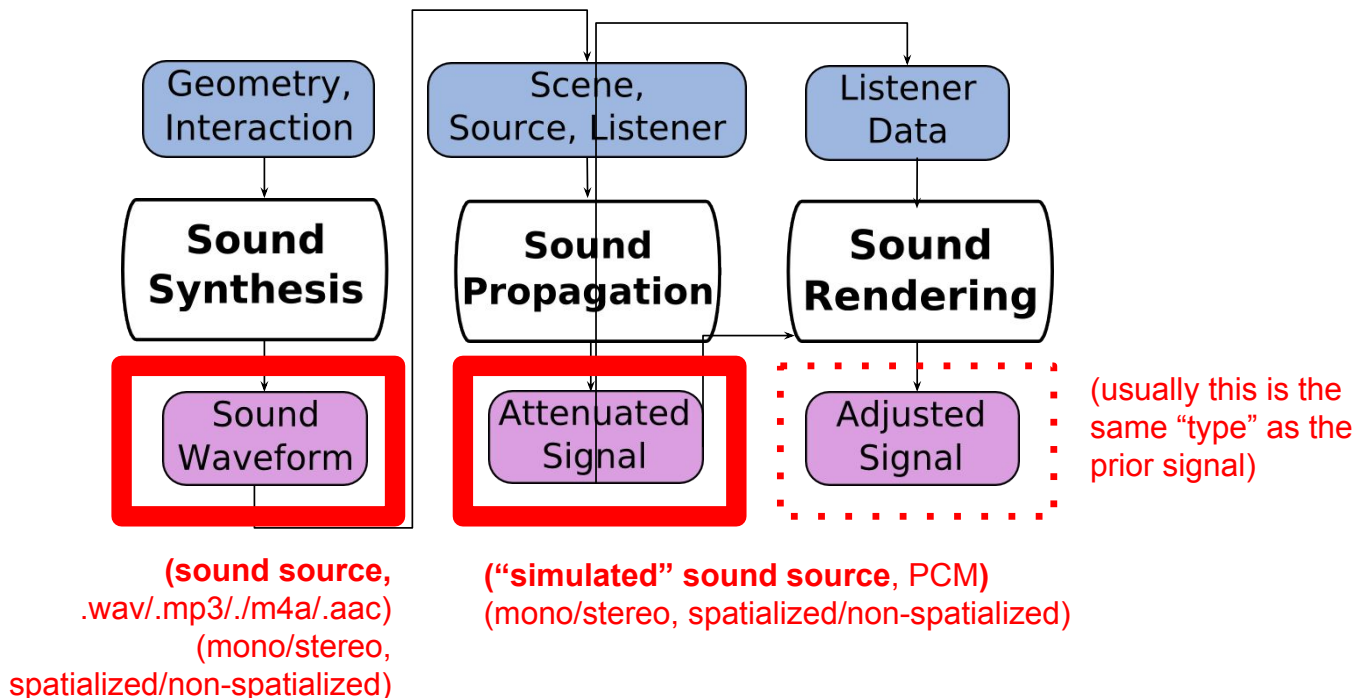 Geometry,
Interaction
Scene,
Source, Listener
Listener
Data
Sound
Synthesis
Sound
Propagation
Sound
Rendering
Sound
Waveform
Attenuated
Signal
Adjusted
Signal
(usually this is the
same “type” as the
prior signal)
(sound source,
.wav/.mp3/./m4a/.aac)
(mono/stereo,
spatialized/non-spatialized)
(“simulated” sound source, PCM)
(mono/stereo, spatialized/non-spatialized)